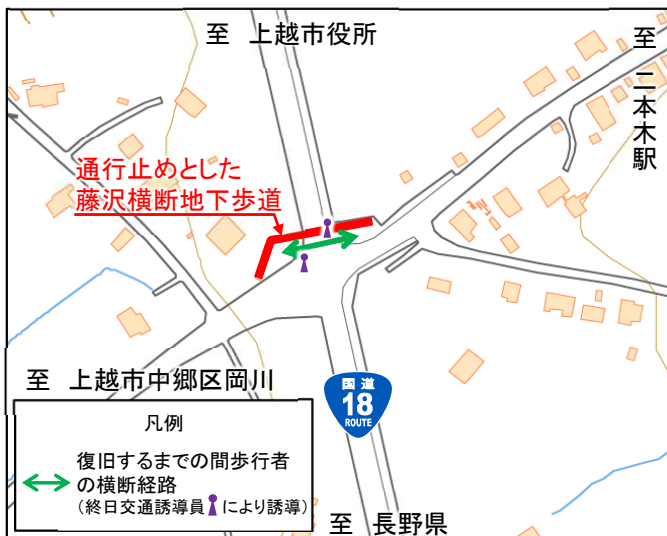 至 上越市役所
至 二本木駅
通行止めとした
藤沢横断地下歩道
至 上越市中郷区岡川
国道
18
ROUTE
凡例
復旧するまでの間歩行者
の横断経路
(終日交通誘導員 により誘導)
至 長野県